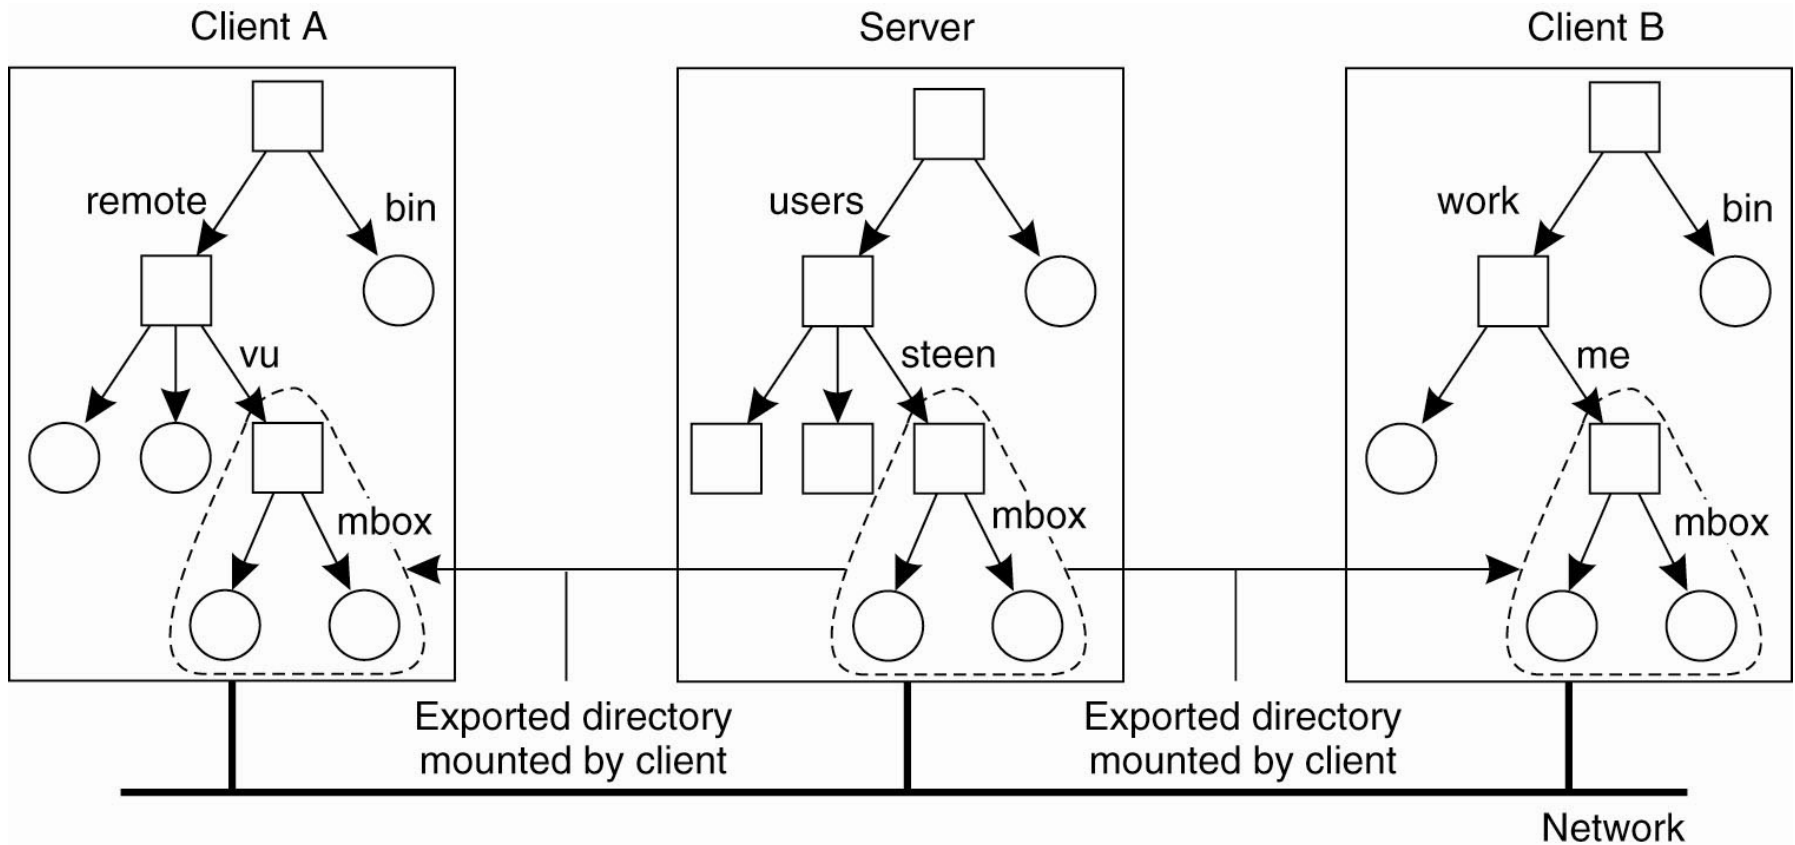 Client A
Server
Client B
remote
bin
users
work
bin
vu
steen
me
mbox
mbox
mbox
Exported directory
mounted by client
Exported directory
mounted by client
Network